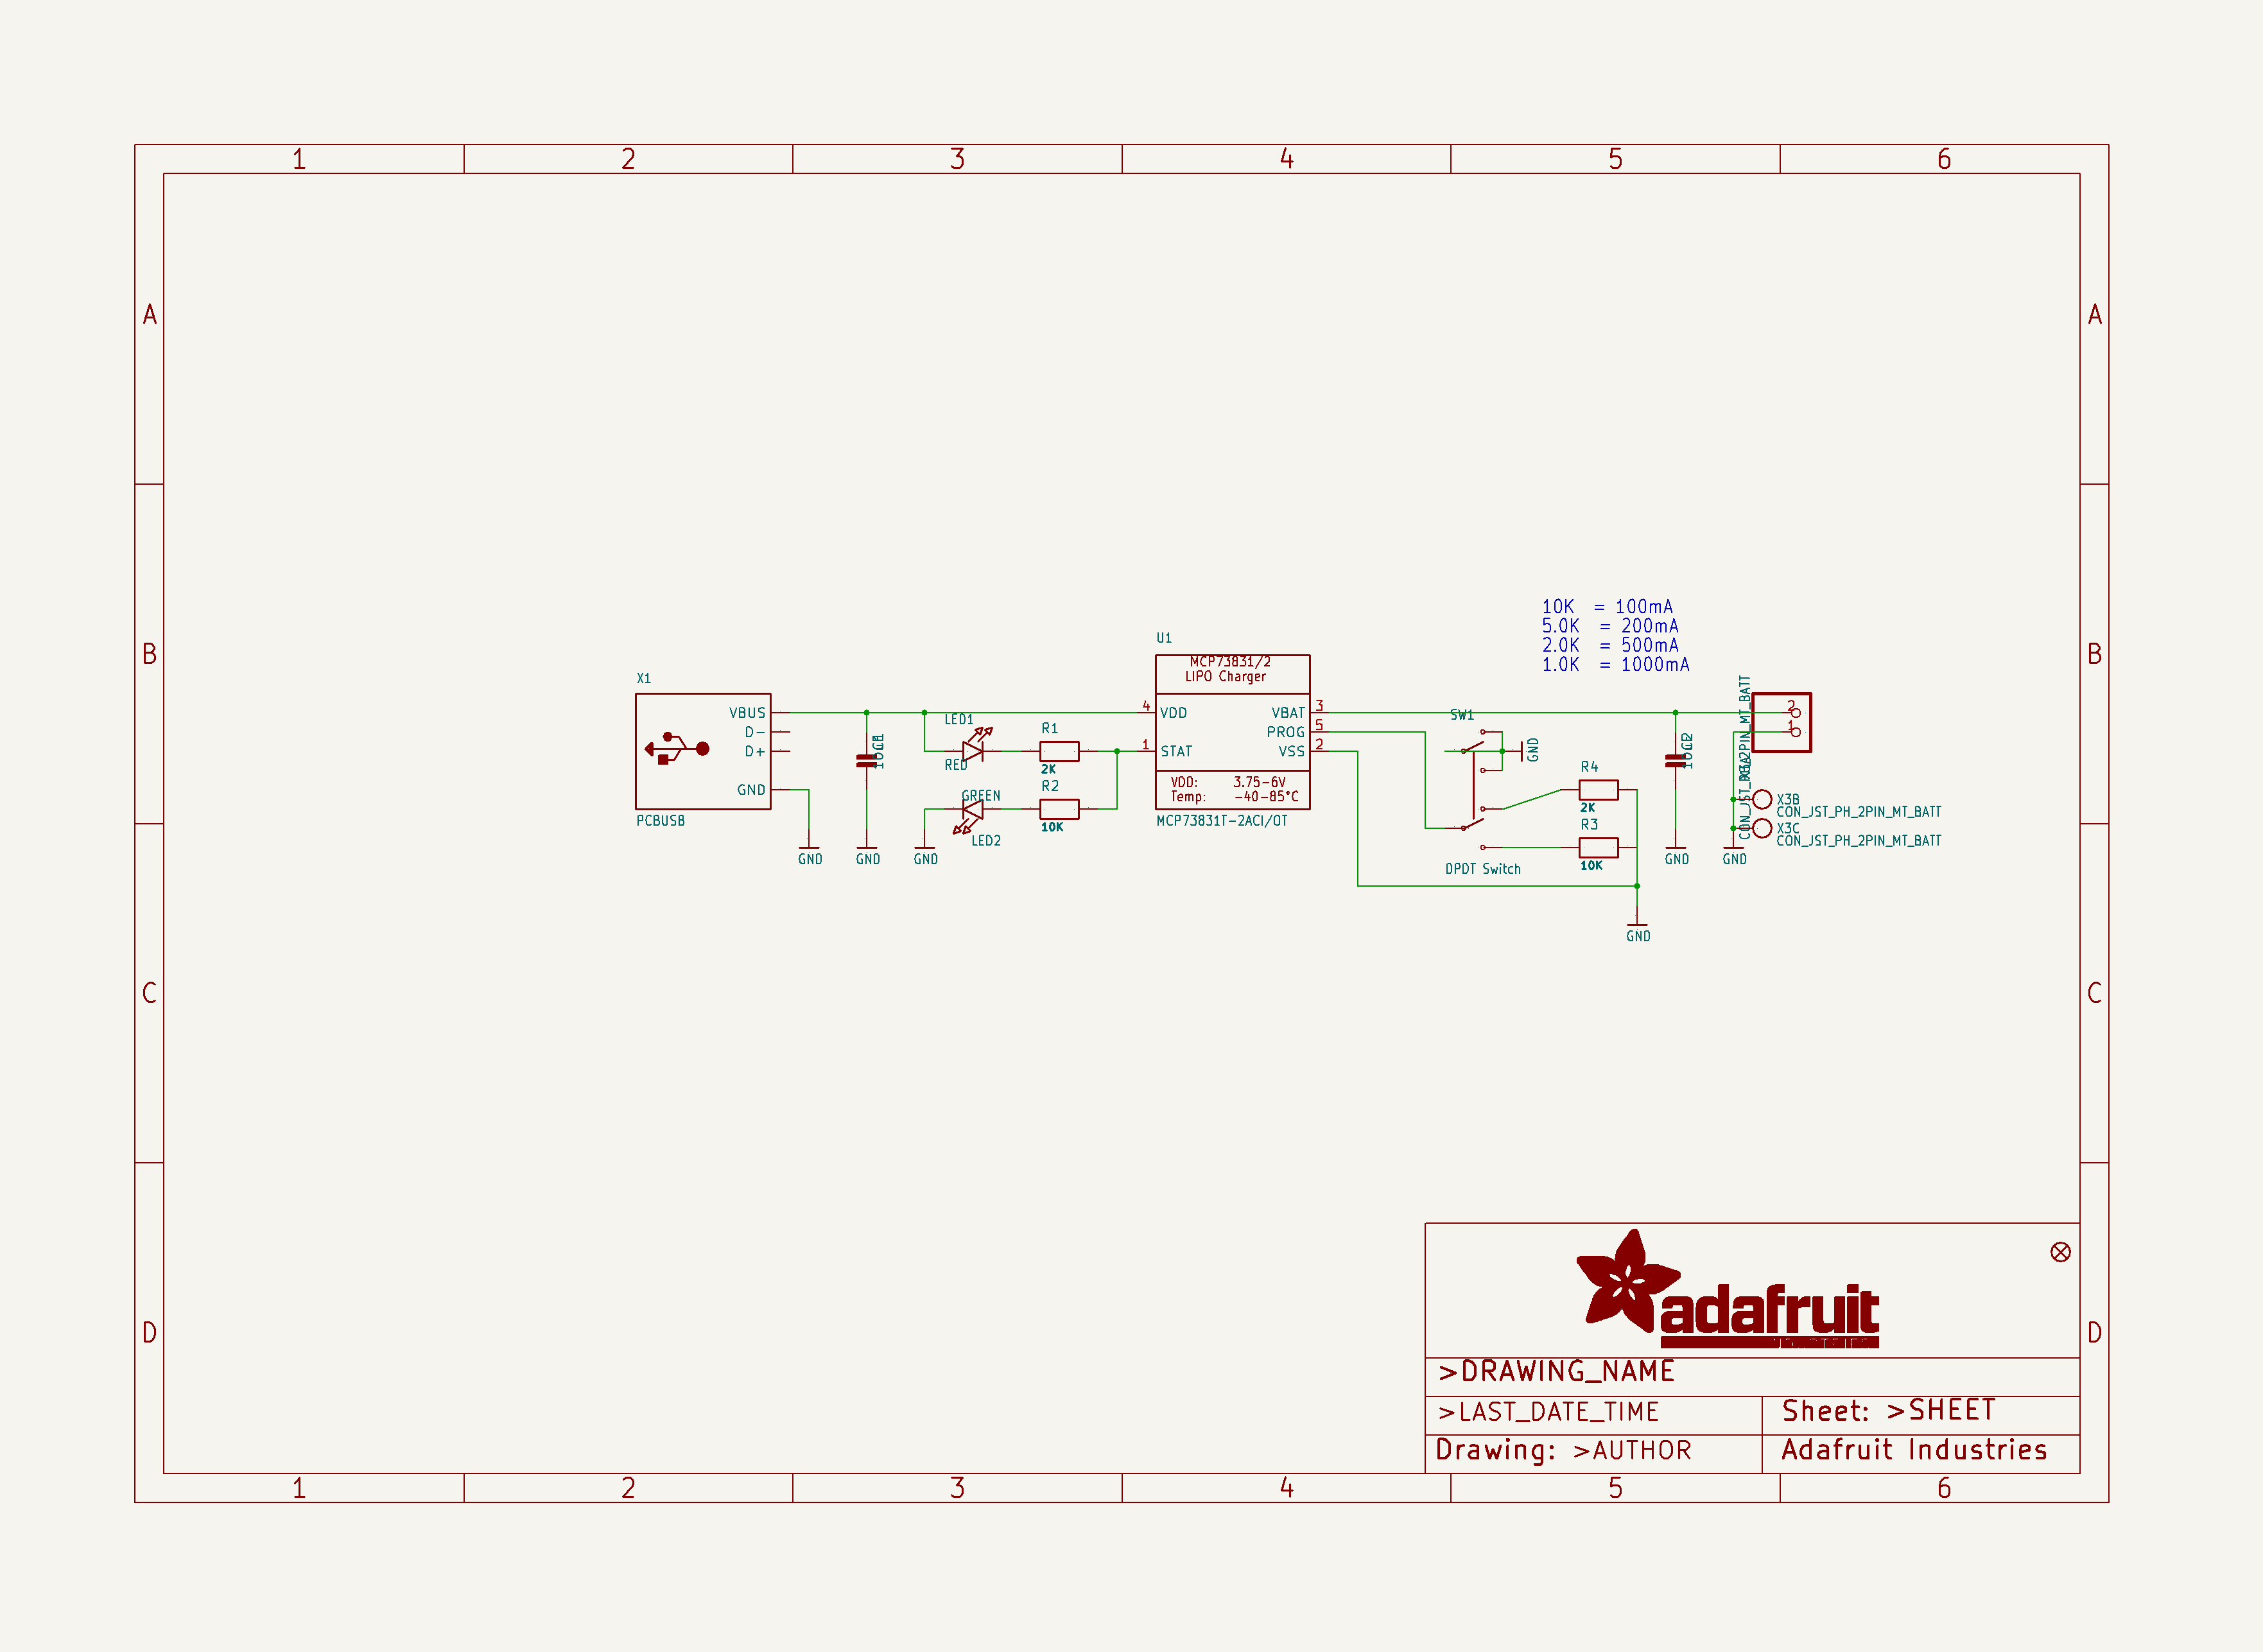 1 2 3 4 5 6
A A
B B
C C
D D
10K = 100mA
5.0K = 200mA
2.0K = 500mA
1.0K = 1000mA
U1
MCP73831/2
LIPO Charger
4 VDD
1 STAT
VBAT 3
PROG 5
VSS 2
VDD: 3.75-6V
Temp: -40-85°C
MCP73831T-2ACI/OT
X1
VBUS
D-
D+
GND
PCBUSB
GND
GND
GND
LED1
RED
GREEN
LED2
R1
2K
R2
10K
SW1
GND
DPDT Switch
R4
2K
R3
10K
GND
GND
GND
2
1
CON_JST_PH_2PIN_MT_BATT
X3B
CON_JST_PH_2PIN_MT_BATT
X3C
CON_JST_PH_2PIN_MT_BATT
adafruit
>DRAWING_NAME
>LAST_DATE_TIME
Sheet: >SHEET
Drawing: >AUTHOR
Adafruit Industries
1 2 3 4 5 6